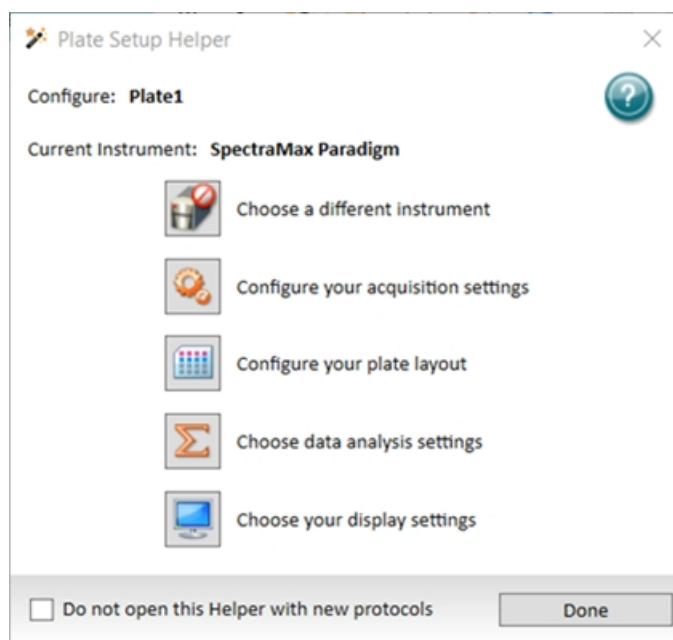 Plate Setup Helper
Configure: Plate1
?
Current Instrument: SpectraMax Paradigm
Choose a different instrument
Configure your acquisition settings
Configure your plate layout
Choose data analysis settings
Choose your display settings
Do not open this Helper with new protocols
Done